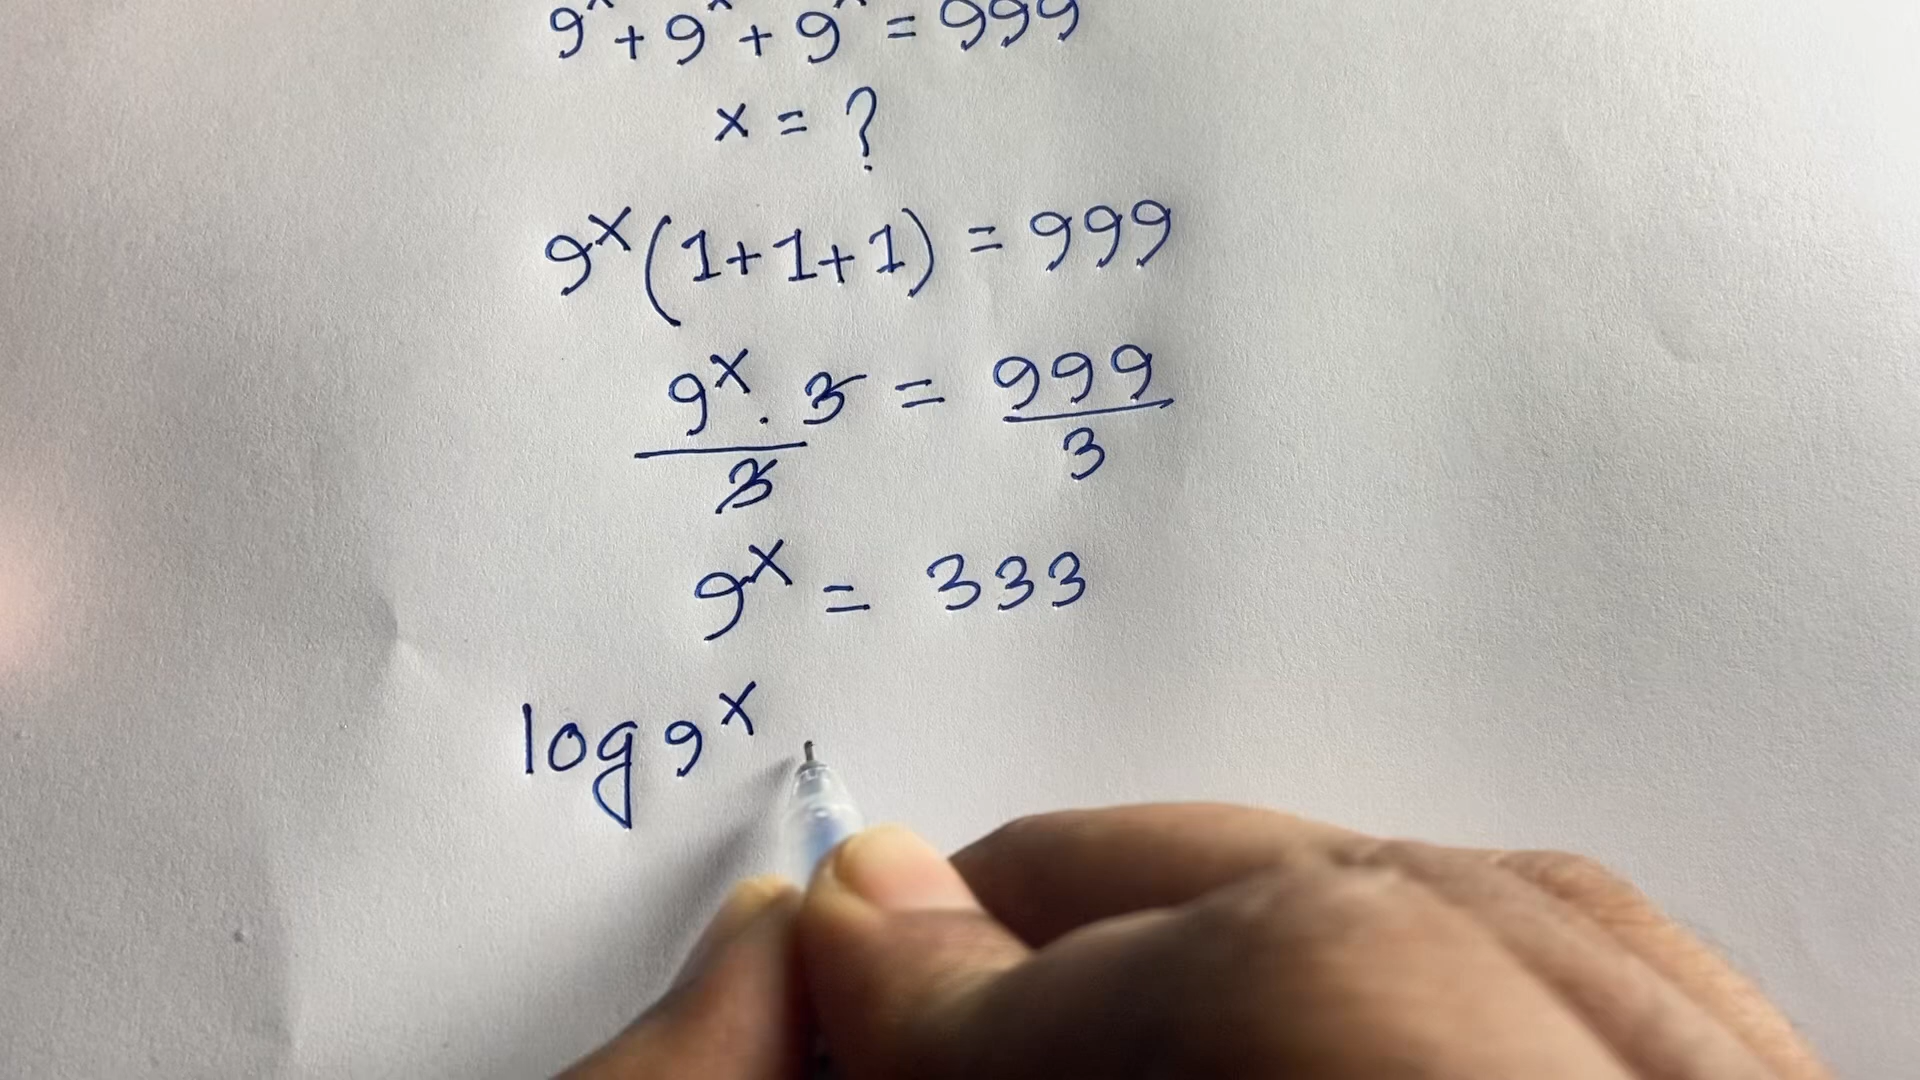 9^x + 9^x + 9^x = 999
x = ?
9^x (1+1+1) = 999
9^x . 3 / 3 = 999 / 3
9^x = 333
log 9^x